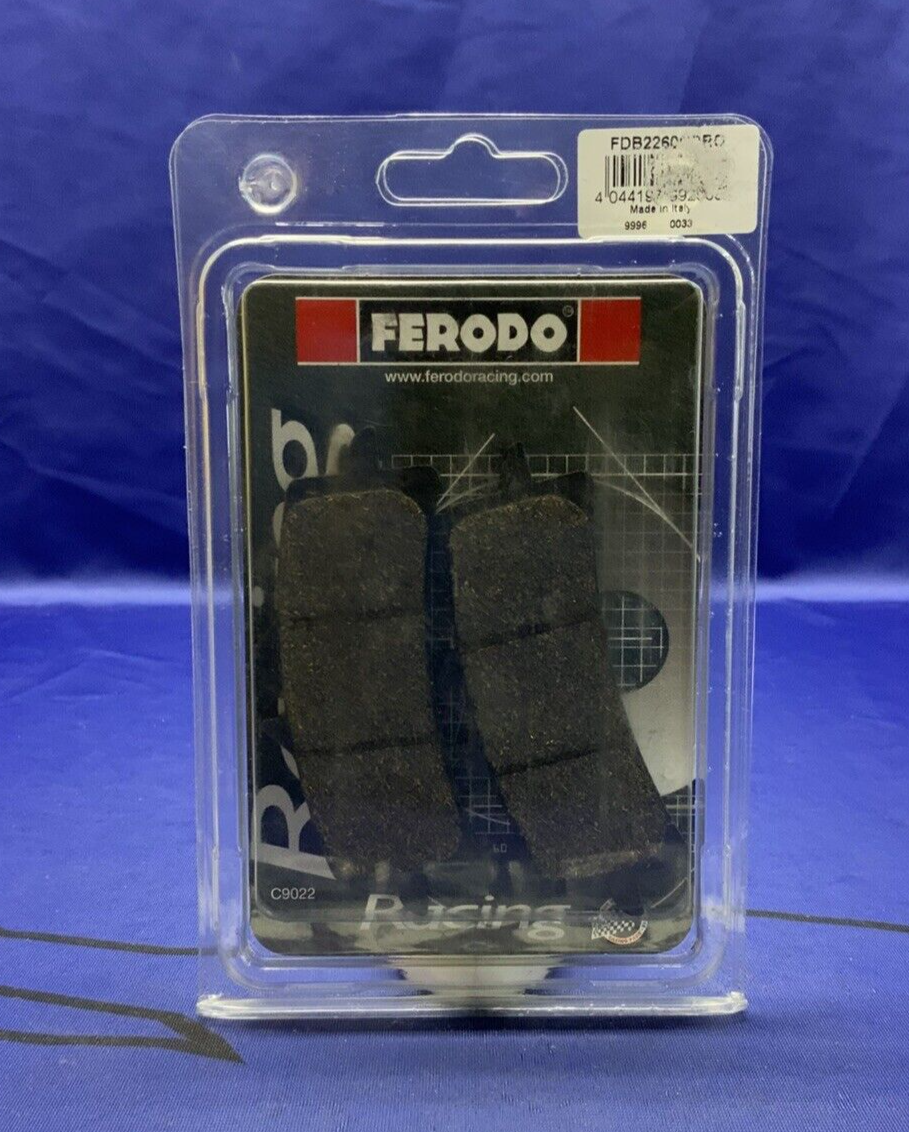 Made in Italy
9996 0033
FERODO®
www.ferodoracing.com
C9022
Racing